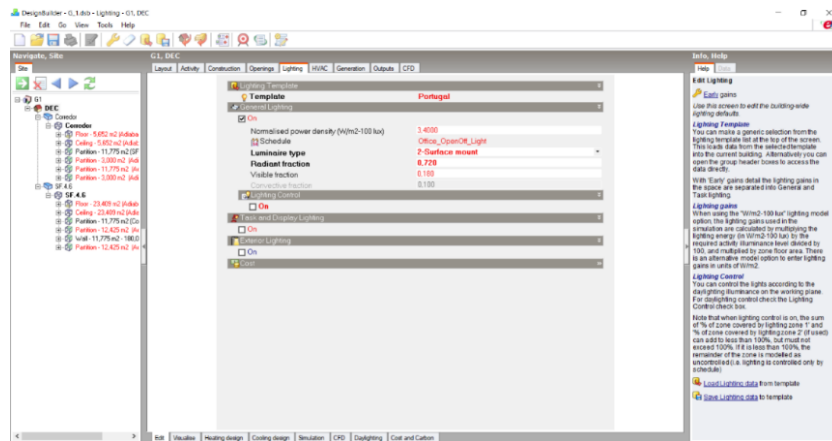 DesignBuilder - G_1.dsb - Lighting - G1, DEC
File Edit Go View Tools Help
Navigate, Site
G1, DEC
Info, Help
Site
Layout Activity Construction Openings Lighting HVAC Generation Outputs CFD
Help Data
G1
DEC
Corredor
Corredor
Floor - 5,652 m2 (Adiaba
Ceiling - 5,652 m2 (Adiat
Partition - 11,775 m2 (SF
Partition - 3,000 m2 (Adi
Partition - 11,775 m2 (Ad
Partition - 3,000 m2 (Adi
SF.4.6
SF.4.6
Floor - 23,409 m2 (Adiab
Ceiling - 23,409 m2 (Adia
Partition - 11,775 m2 (Co
Partition - 12,425 m2 (Ad
Wall - 11,775 m2 - 180,0
Partition - 12,425 m2 (Ad
Lighting Template
Template Portugal
General Lighting
On
Normalised power density (W/m2-100 lux) 3,4000
Schedule Office_OpenOff_Light
Luminaire type 2-Surface mount
Radiant fraction 0,720
Visible fraction 0,180
Convective fraction 0,100
Lighting Control
On
Task and Display Lighting
On
Exterior Lighting
On
Cost
Edit Lighting
Early gains
Use this screen to edit the building-wide
lighting defaults.
Lighting Template
You can make a generic selection from the
lighting template list at the top of the screen.
This loads data from the selected template
into the current building. Alternatively you can
open the group header boxes to access the
data directly.
With 'Early' gains detail the lighting gains in
the space are separated into General and
Task lighting.
Lighting gains
When using the "W/m2-100 lux" lighting model
option, the lighting gains used in the
simulation are calculated by multiplying the
lighting energy (in W/m2-100 lux) by the
required activity illuminance level divided by
100, and multiplied by zone floor area. There
is an alternative model option to enter lighting
gains in units of W/m2.
Lighting Control
You can control the lights according to the
daylighting illuminance on the working plane.
For daylighting control check the Lighting
Control check box.
Note that when lighting control is on, the sum
of '% of zone covered by lighting zone 1' and
'% of zone covered by lighting zone 2' (if used)
can add to less than 100%, but must not
exceed 100%. If it is less than 100%, the
remainder of the zone is modelled as
uncontrolled (i.e. lighting is controlled only by
schedule)
Load Lighting data from template
Save Lighting data to template
Edit Visualise Heating design Cooling design Simulation CFD Daylighting Cost and Carbon